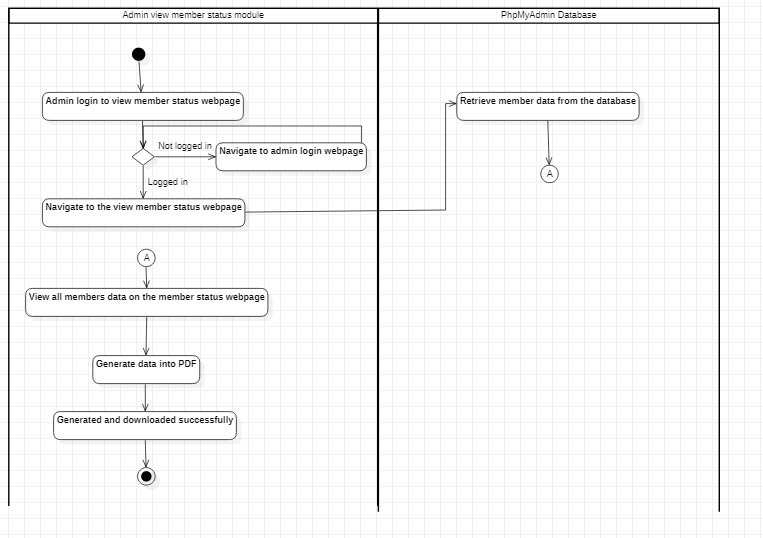 Admin view member status module
PhpMyAdmin Database
Admin login to view member status webpage
Retrieve member data from the database
Not logged in
Navigate to admin login webpage
A
Logged in
Navigate to the view member status webpage
A
View all members data on the member status webpage
Generate data into PDF
Generated and downloaded successfully